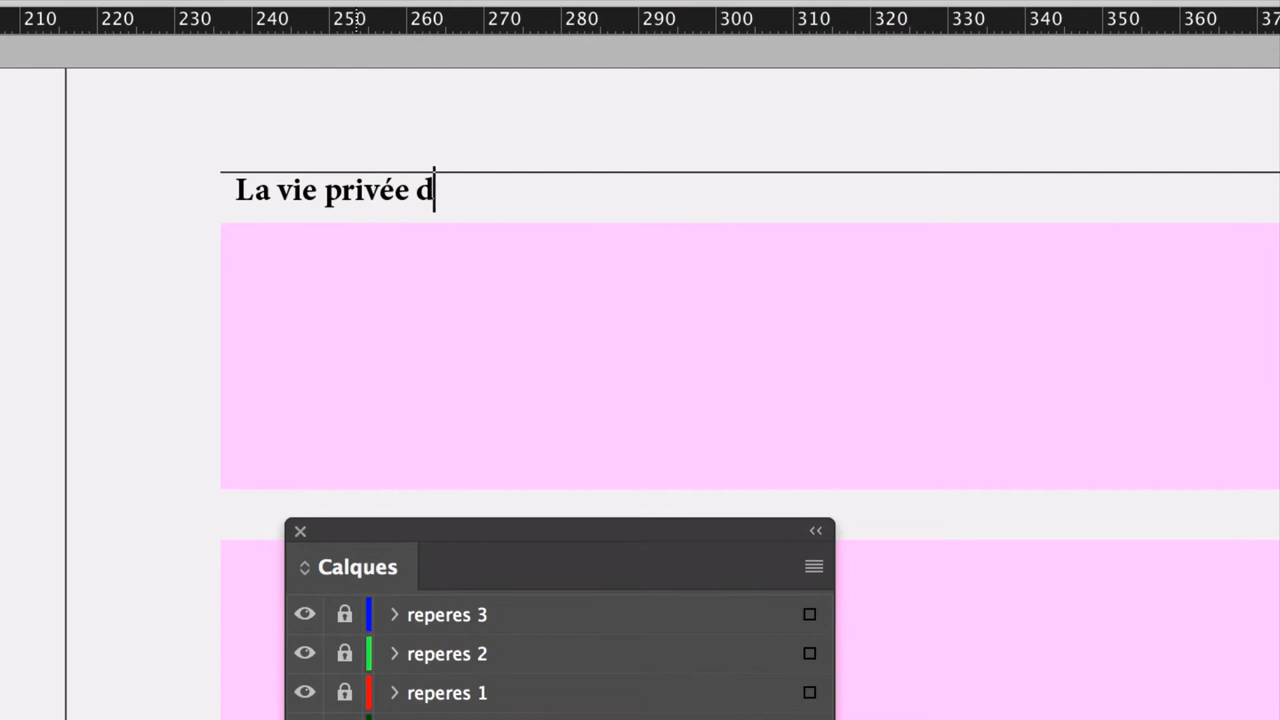 210 220 230 240 250 260 270 280 290 300 310 320 330 340 350 360 37
La vie privée d
Calques
reperes 3
reperes 2
reperes 1